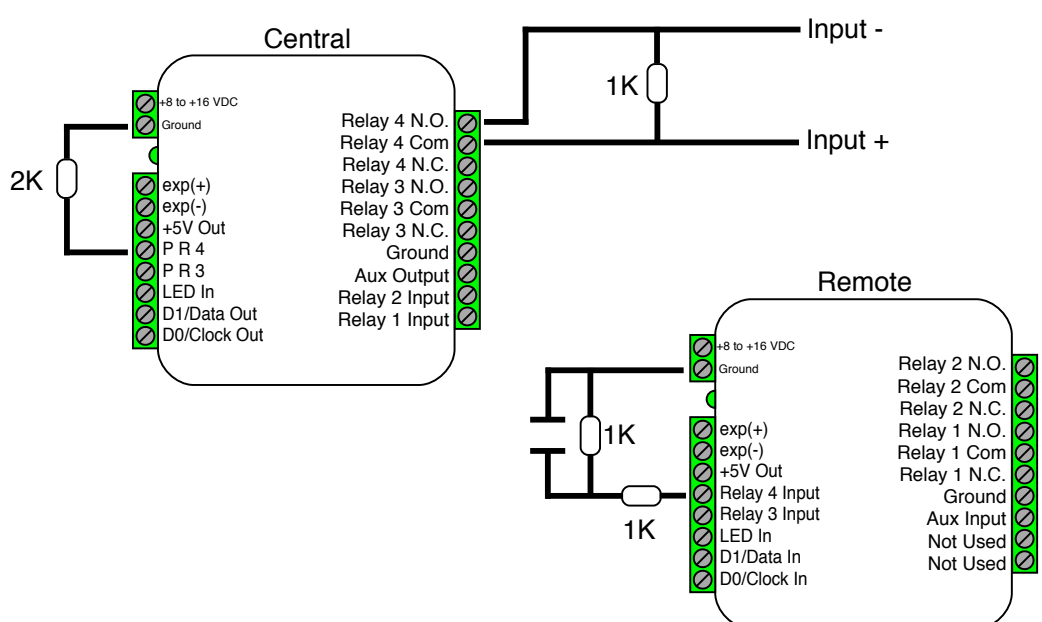 Central
+8 to +16 VDC
Ground
2K
exp(+)
exp(-)
+5V Out
P R 4
P R 3
LED In
D1/Data Out
D0/Clock Out
Relay 4 N.O.
Relay 4 Com
Relay 4 N.C.
Relay 3 N.O.
Relay 3 Com
Relay 3 N.C.
Ground
Aux Output
Relay 2 Input
Relay 1 Input
Input -
1K
Input +
Remote
+8 to +16 VDC
Ground
1K
1K
exp(+)
exp(-)
+5V Out
Relay 4 Input
Relay 3 Input
LED In
D1/Data In
D0/Clock In
Relay 2 N.O.
Relay 2 Com
Relay 2 N.C.
Relay 1 N.O.
Relay 1 Com
Relay 1 N.C.
Ground
Aux Input
Not Used
Not Used